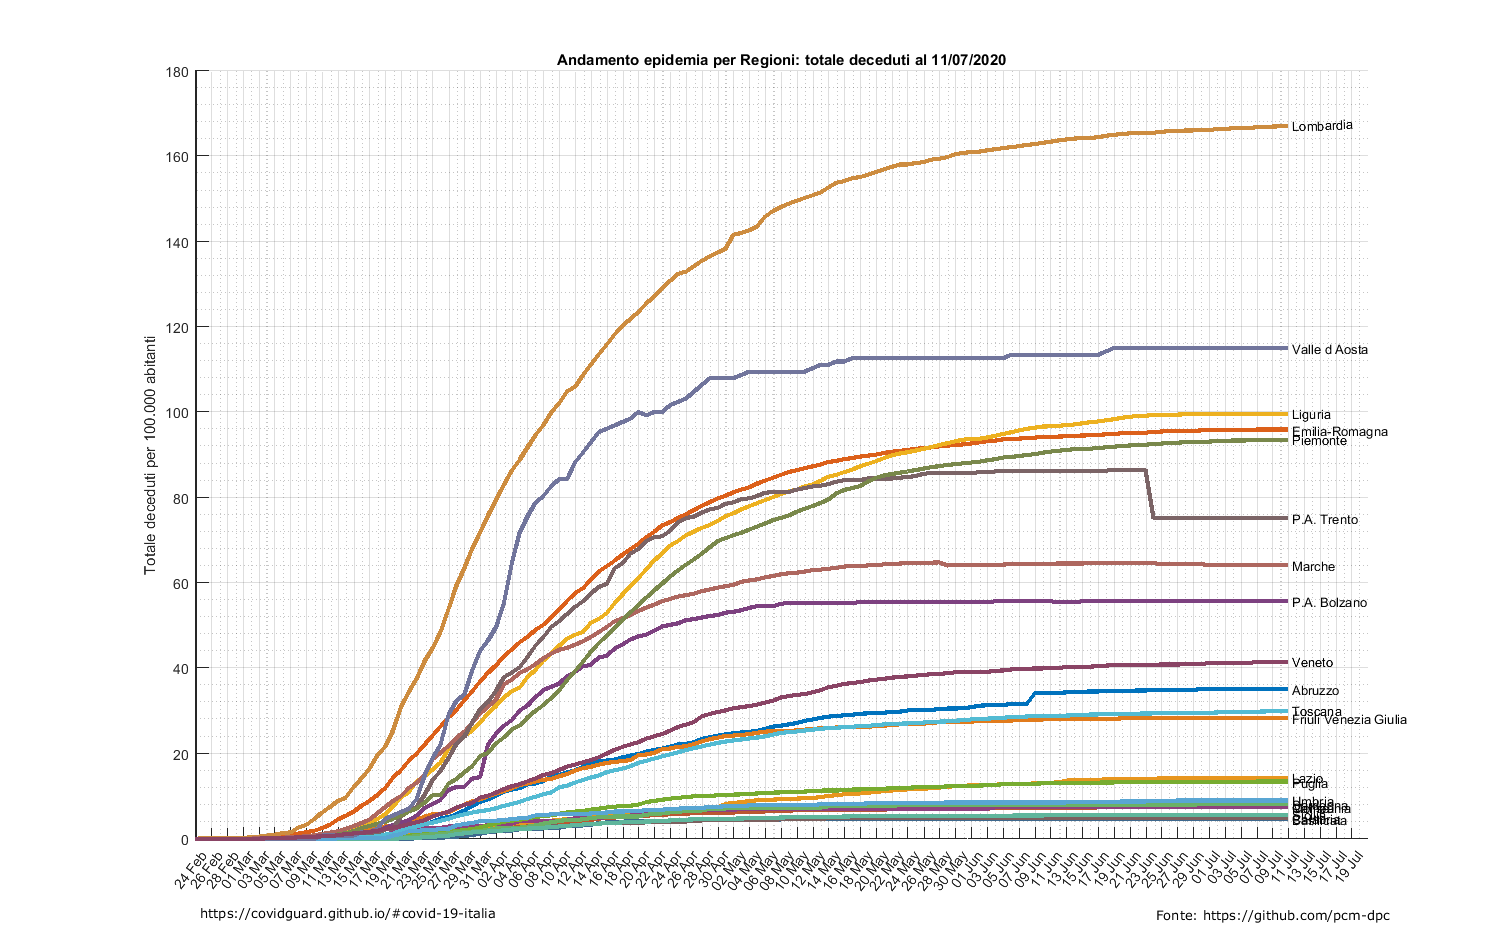 Andamento epidemia per Regioni: totale deceduti al 11/07/2020
Totale deceduti per 100.000 abitanti
180
160
140
120
100
80
60
40
20
0
Lombardia
Valle d Aosta
Liguria
Emilia-Romagna
Piemonte
P.A. Trento
Marche
P.A. Bolzano
Veneto
Abruzzo
Toscana
Friuli Venezia Giulia
Lazio
Puglia
Umbria
24 Feb
26 Feb
28 Feb
01 Mar
03 Mar
05 Mar
07 Mar
09 Mar
11 Mar
13 Mar
15 Mar
17 Mar
19 Mar
21 Mar
23 Mar
25 Mar
27 Mar
29 Mar
31 Mar
02 Apr
04 Apr
06 Apr
08 Apr
10 Apr
12 Apr
14 Apr
16 Apr
18 Apr
20 Apr
22 Apr
24 Apr
26 Apr
28 Apr
30 Apr
02 May
04 May
06 May
08 May
10 May
12 May
14 May
16 May
18 May
20 May
22 May
24 May
26 May
28 May
30 May
01 Jun
03 Jun
05 Jun
07 Jun
09 Jun
11 Jun
13 Jun
15 Jun
17 Jun
19 Jun
21 Jun
23 Jun
25 Jun
27 Jun
29 Jun
01 Jul
03 Jul
05 Jul
07 Jul
09 Jul
11 Jul
13 Jul
15 Jul
17 Jul
19 Jul
https://covidguard.github.io/#covid-19-italia
Fonte: https://github.com/pcm-dpc